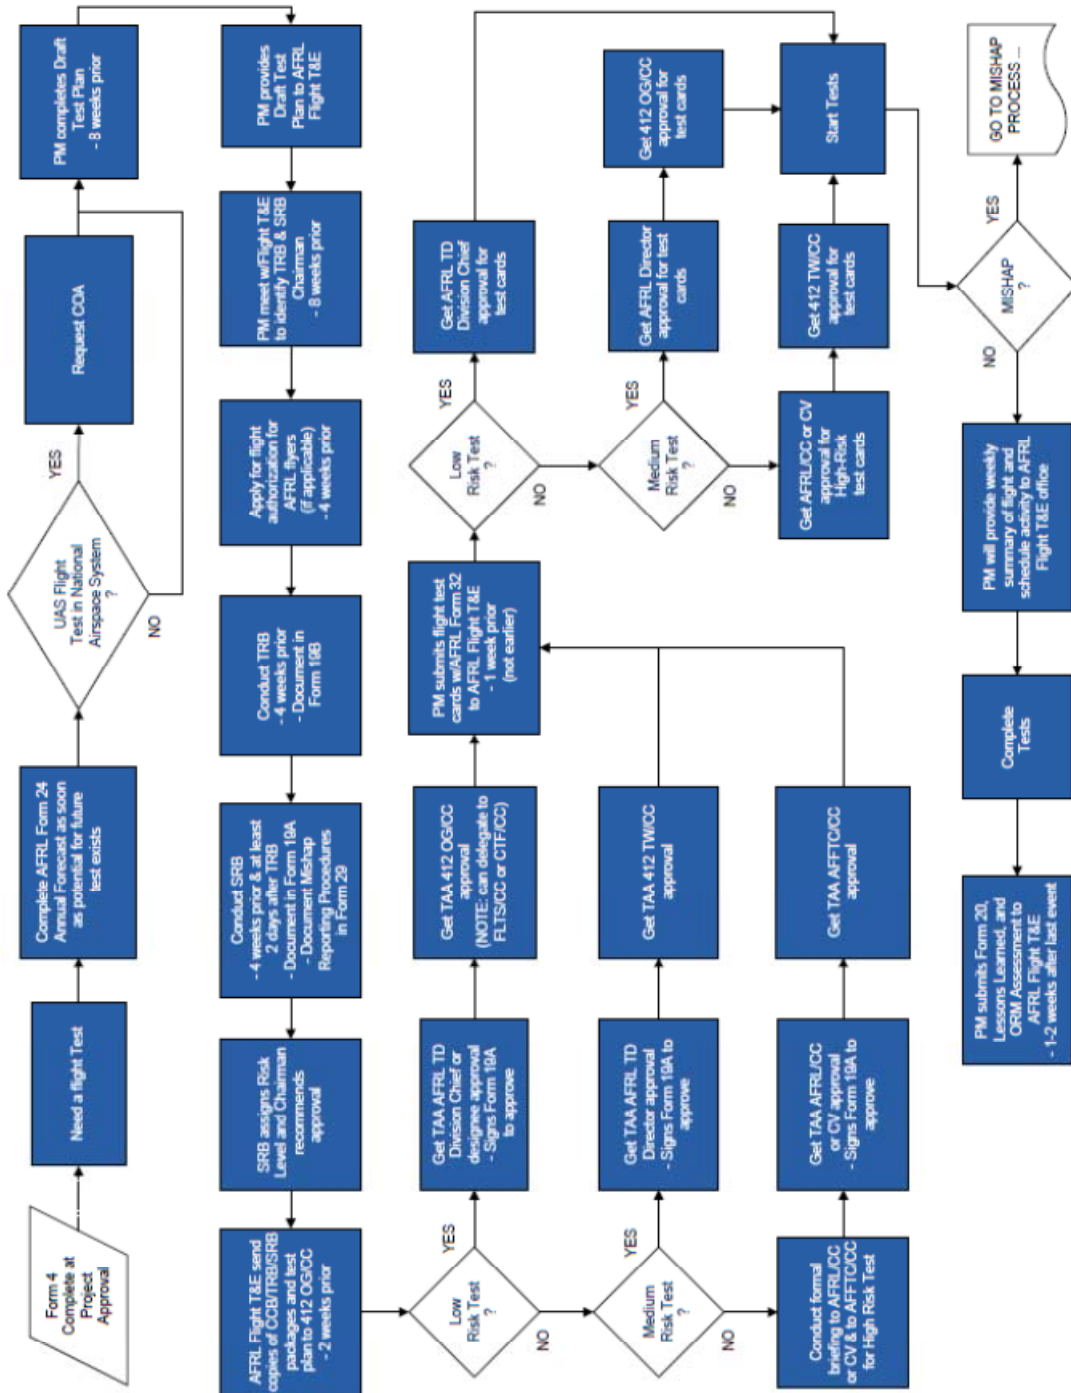 Form 4
Complete at
Project
Approval
Need a flight Test
Complete AFRL Form 24
Annual Forecast as soon
as potential for future
test exists
UAS Flight
Test in National
Airspace System
?
YES
NO
Request COA
PM completes Draft
Test Plan
- 8 weeks prior
PM provides
Draft Test
Plan to AFRL
Flight T&E
PM meet w/Flight T&E
to identify TRB & SRB
Chairman
- 8 weeks prior
Apply for flight
authorization for
AFRL flyers
(if applicable)
- 4 weeks prior
Conduct TRB
- 4 weeks prior
- Document in
Form 19B
Conduct SRB
- 4 weeks prior & at least
2 days after TRB
- Document in Form 19A
- Document Mishap
Reporting Procedures
in Form 29
SRB assigns Risk
Level and Chairman
recommends
approval
AFRL Flight T&E send
copies of CCB/TRB/SRB
packages and test
plan to 412 OG/CC
- 2 weeks prior
Low
Risk Test
?
YES
NO
Get TAA AFRL TD
Division Chief or
designee approval
- Signs Form 19A
to approve
Get TAA 412 OG/CC
approval
(NOTE: can delegate to
FLTS/CC or CTF/CC)
PM submits flight test
cards w/AFRL Form 32
to AFRL Flight T&E
- 1 week prior
(not earlier)
Low
Risk Test
?
YES
NO
Get AFRL TD
Division Chief
approval for
test cards
Medium
Risk Test
?
YES
NO
Get TAA AFRL TD
Director approval
- Signs Form 19A to
approve
Get TAA 412 TW/CC
approval
Medium
Risk Test
?
YES
NO
Get AFRL Director
approval for test
cards
Get 412 OG/CC
approval for
test cards
Conduct formal
briefing to AFRL/CC
or CV & to AFFTC/CC
for High Risk Test
Get TAA AFRL/CC
or CV approval
- Signs Form 19A to
approve
Get TAA AFFTC/CC
approval
Get AFRL/CC or CV
approval for
High-Risk
test cards
Get 412 TW/CC
approval for
test cards
Start Tests
MISHAP
?
YES
NO
GO TO MISHAP
PROCESS ...
PM will provide weekly
summary of flight and
schedule activity to AFRL
Flight T&E office
Complete
Tests
PM submits Form 20,
Lessons Learned, and
ORM Assessment to
AFRL Flight T&E
- 1-2 weeks after last event